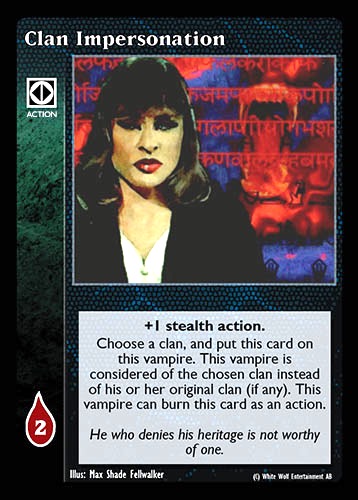 Clan Impersonation
ACTION
+1 stealth action.
Choose a clan, and put this card on
this vampire. This vampire is
considered of the chosen clan instead
of his or her original clan (if any). This
vampire can burn this card as an action.
He who denies his heritage is not worthy
of one.
2
Illus: Max Shade Fellwalker
(C) White Wolf Entertainment AB